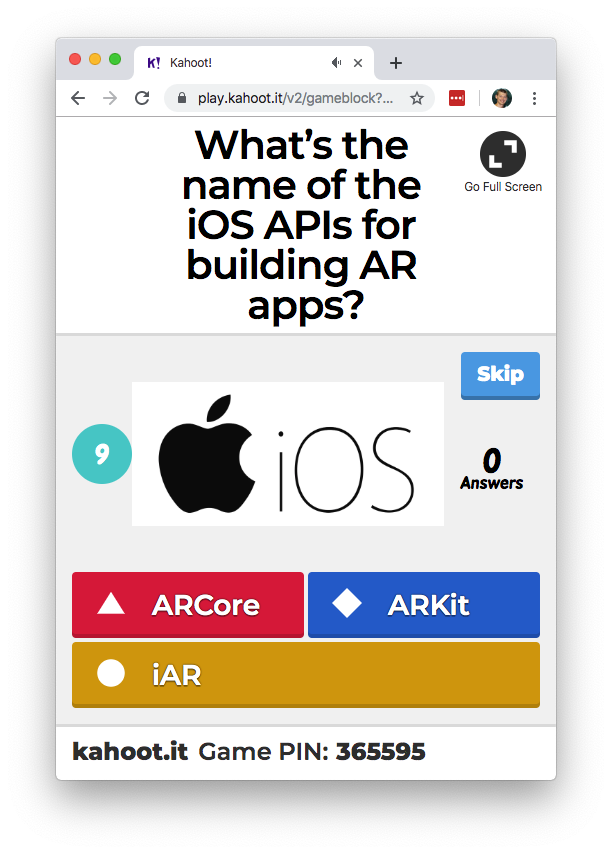 K! Kahoot!
play.kahoot.it/v2/gameblock?...
What's the
name of the
iOS APIs for
building AR
apps?
Go Full Screen
Skip
9
iOS
0
Answers
ARCore
ARKit
iAR
kahoot.it Game PIN: 365595